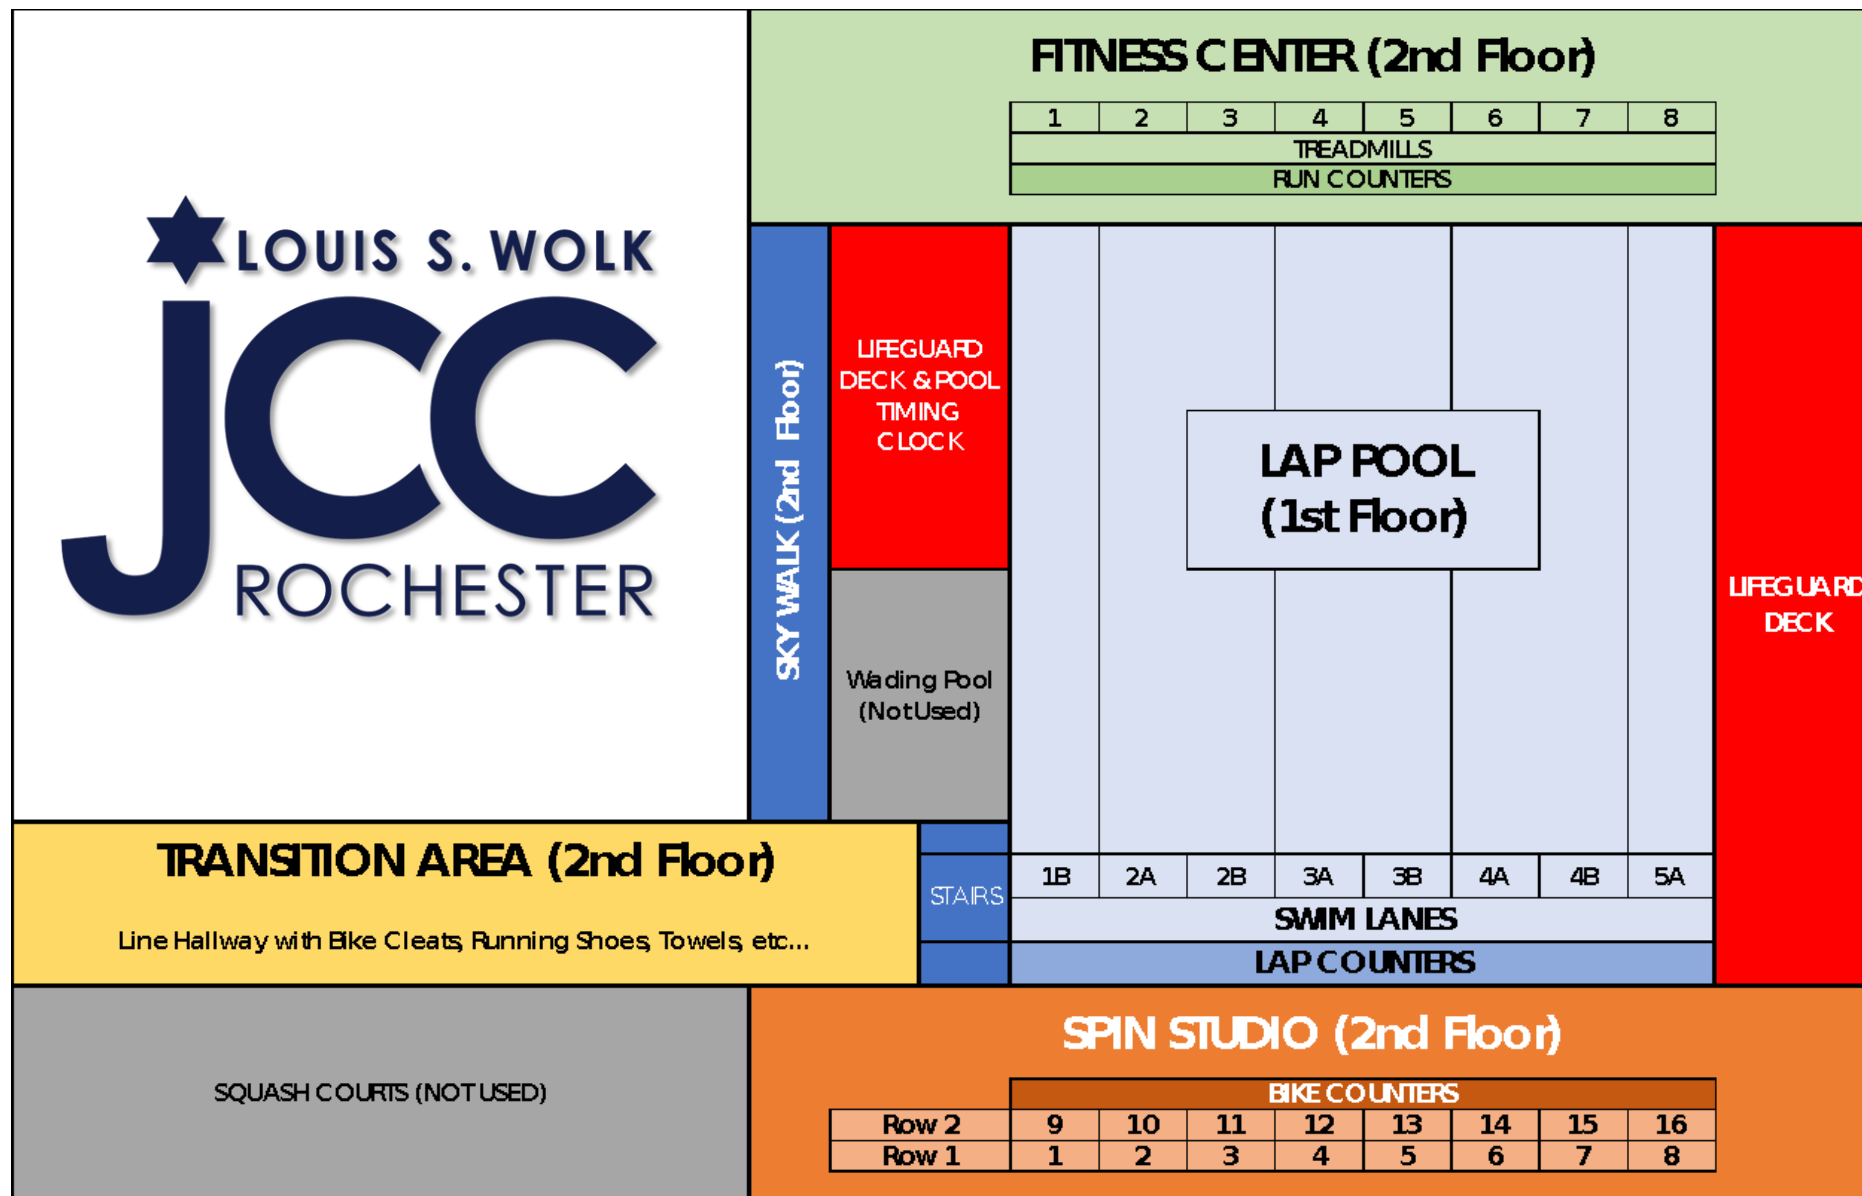 LOUIS S. WOLK
jCC
ROCHESTER
FITNESS CENTER (2nd Floor)
1 2 3 4 5 6 7 8
TREADMILLS
RUN COUNTERS
SKY WALK (2nd Floor)
LIFEGUARD
DECK & POOL
TIMING
CLOCK
Wading Pool
(Not Used)
LAP POOL
(1st Floor)
LIFEGUARD
DECK
TRANSITION AREA (2nd Floor)
Line Hallway with Bike Cleats, Running Shoes, Towels, etc...
STAIRS
1B 2A 2B 3A 3B 4A 4B 5A
SWIM LANES
LAP COUNTERS
SQUASH COURTS (NOT USED)
SPIN STUDIO (2nd Floor)
BIKE COUNTERS
Row 2 9 10 11 12 13 14 15 16
Row 1 1 2 3 4 5 6 7 8